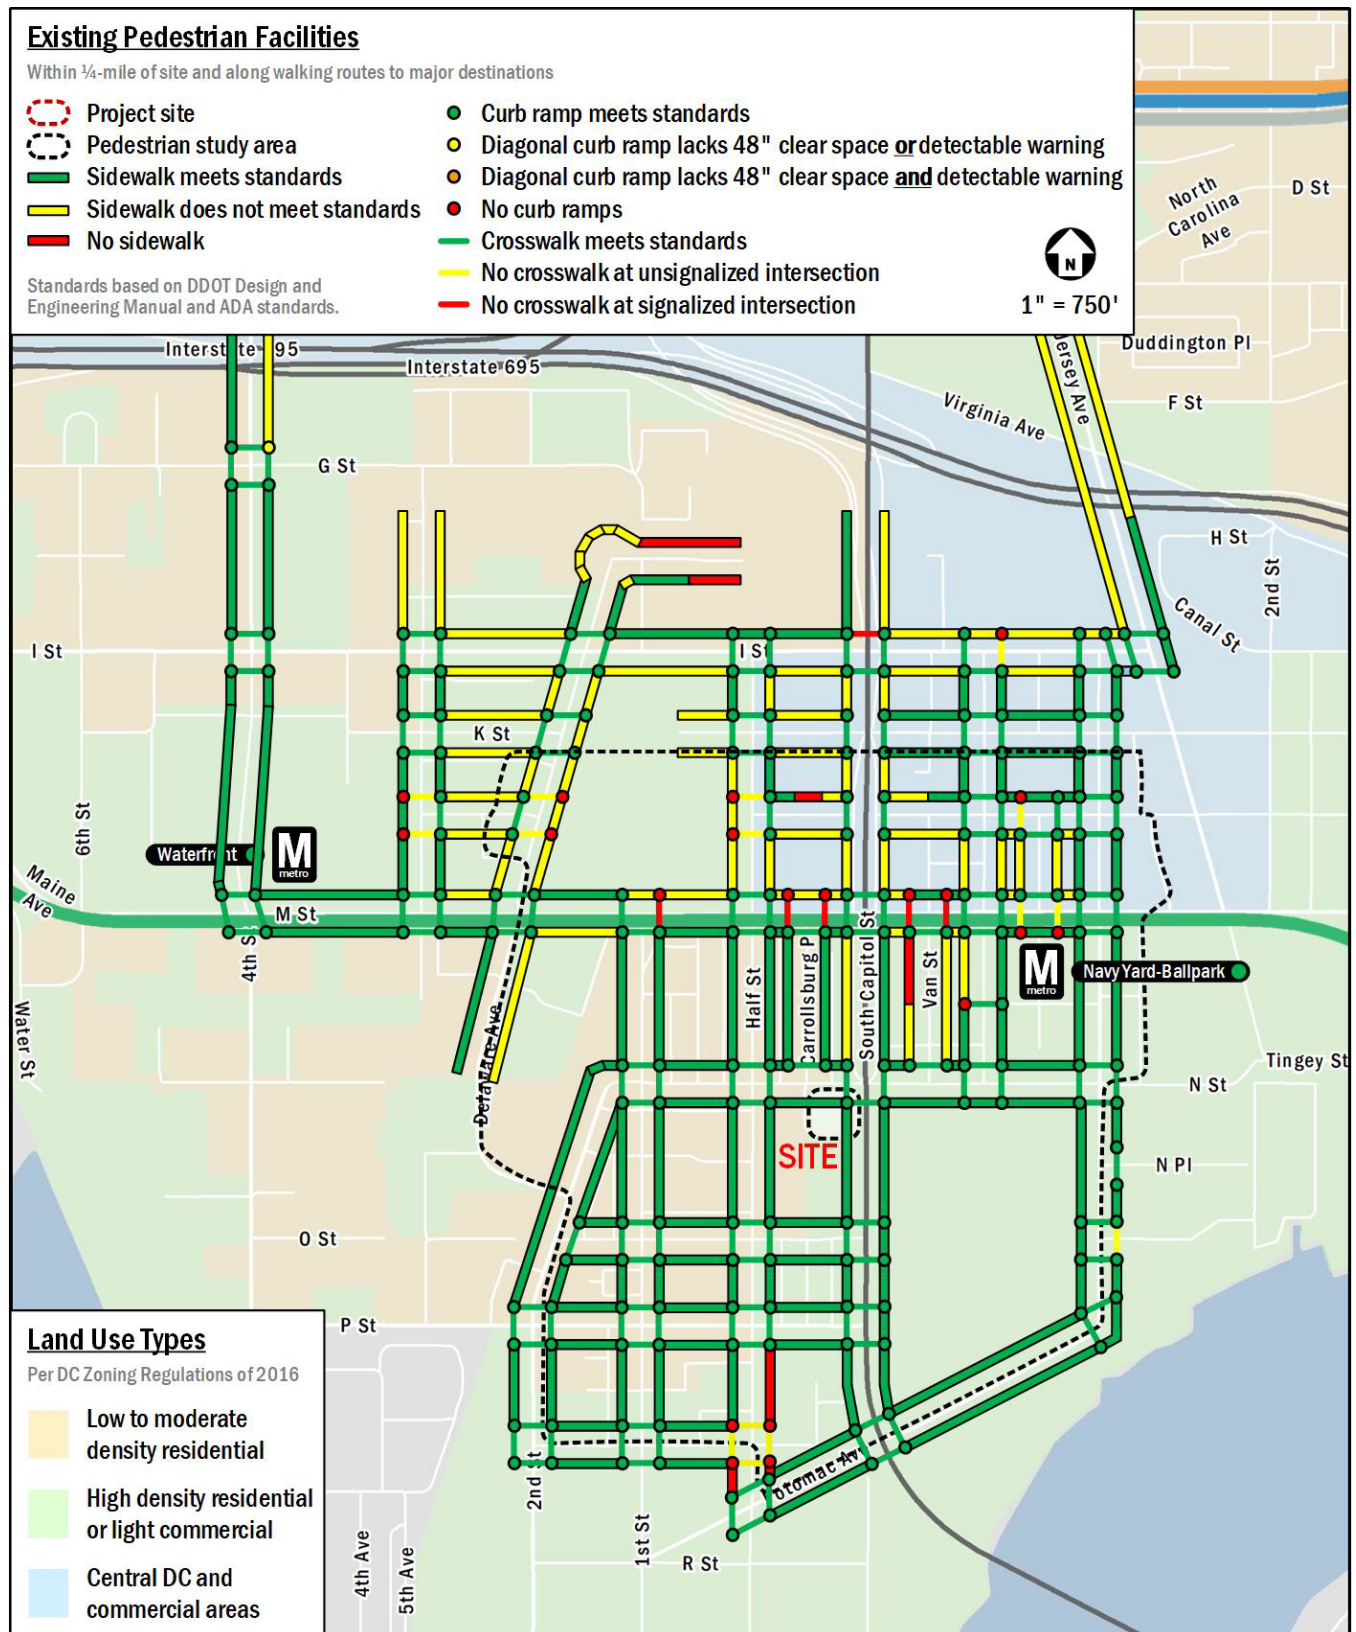 Existing Pedestrian Facilities
Within ¼-mile of site and along walking routes to major destinations
Project site
Pedestrian study area
Sidewalk meets standards
Sidewalk does not meet standards
No sidewalk
Standards based on DDOT Design and
Engineering Manual and ADA standards.
Curb ramp meets standards
Diagonal curb ramp lacks 48" clear space or detectable warning
Diagonal curb ramp lacks 48" clear space and detectable warning
No curb ramps
Crosswalk meets standards
No crosswalk at unsignalized intersection
No crosswalk at signalized intersection
N
1" = 750'
North
Carolina
Ave
D St
Duddington Pl
Interstate 695
Jersey Ave
F St
Virginia Ave
G St
H St
2nd St
Canal St
I St
I St
K St
6th St
Waterfront
M
metro
Maine
Ave
M St
4th S
Water St
Delaware Ave
Half St
Carrollsburg P
South Capitol St
Van St
M
metro
Navy Yard-Ballpark
Tingey St
N St
N Pl
SITE
O St
P St
2nd St
1st St
Potomac Av
R St
4th Ave
5th Ave
Land Use Types
Per DC Zoning Regulations of 2016
Low to moderate
density residential
High density residential
or light commercial
Central DC and
commercial areas